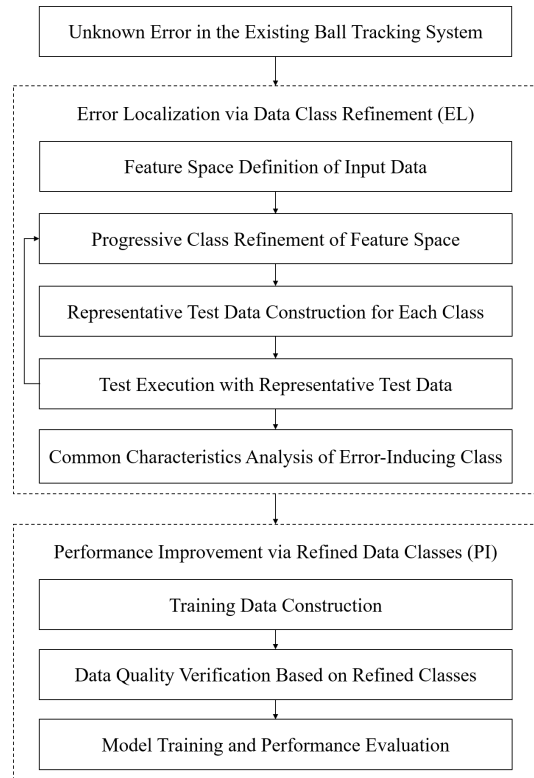 Unknown Error in the Existing Ball Tracking System
Error Localization via Data Class Refinement (EL)
Feature Space Definition of Input Data
Progressive Class Refinement of Feature Space
Representative Test Data Construction for Each Class
Test Execution with Representative Test Data
Common Characteristics Analysis of Error-Inducing Class
Performance Improvement via Refined Data Classes (PI)
Training Data Construction
Data Quality Verification Based on Refined Classes
Model Training and Performance Evaluation